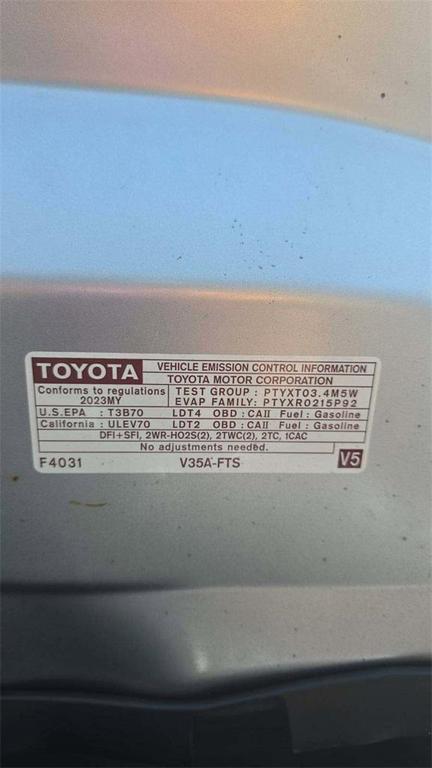 TOYOTA
VEHICLE EMISSION CONTROL INFORMATION
TOYOTA MOTOR CORPORATION
Conforms to regulations
2023MY
TEST GROUP : PTYXT03.4M5W
EVAP FAMILY: PTYXR0215P92
U.S.EPA : T3B70 LDT4 OBD : CAII Fuel : Gasoline
California : ULEV70 LDT2 OBD : CAII Fuel : Gasoline
DFI+SFI, 2WR-HO2S(2), 2TWC(2), 2TC, 1CAC
No adjustments needed.
F4031 V35A-FTS V5